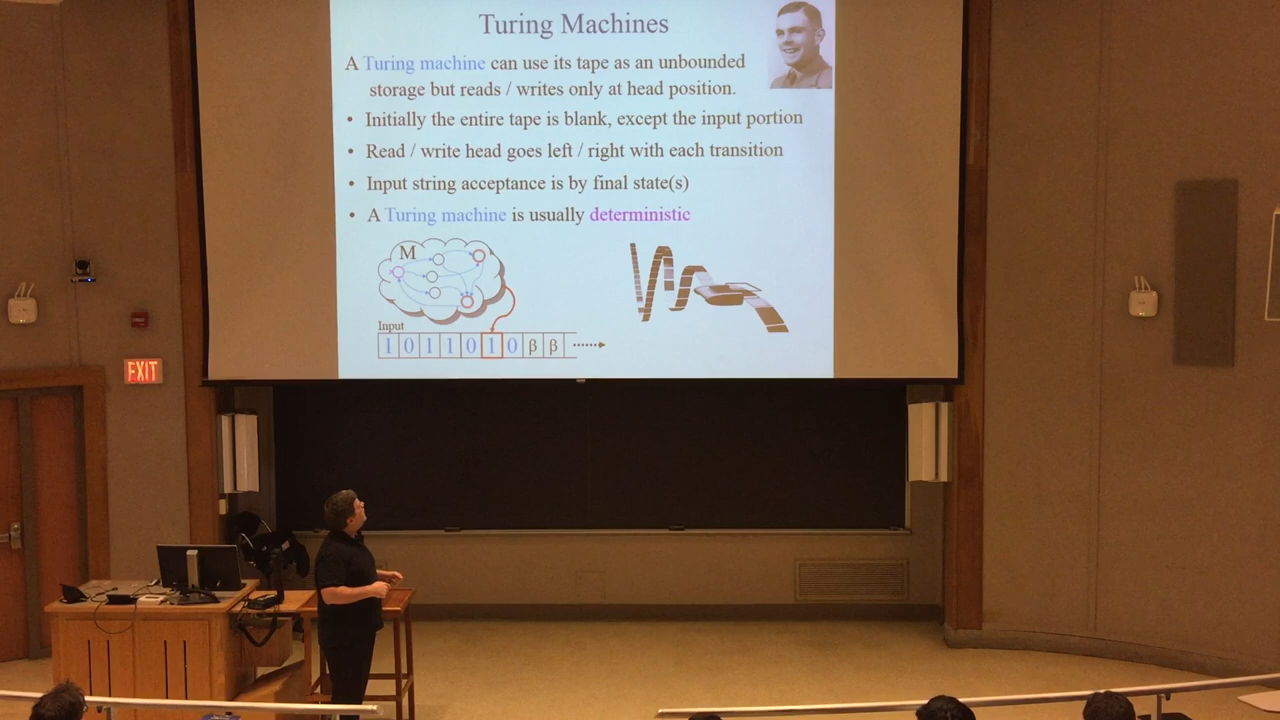 Turing Machines
A Turing machine can use its tape as an unbounded
storage but reads / writes only at head position.
• Initially the entire tape is blank, except the input portion
• Read / write head goes left / right with each transition
• Input string acceptance is by final state(s)
• A Turing machine is usually deterministic
M
Input
1 0 1 1 0 1 0 β β
EXIT